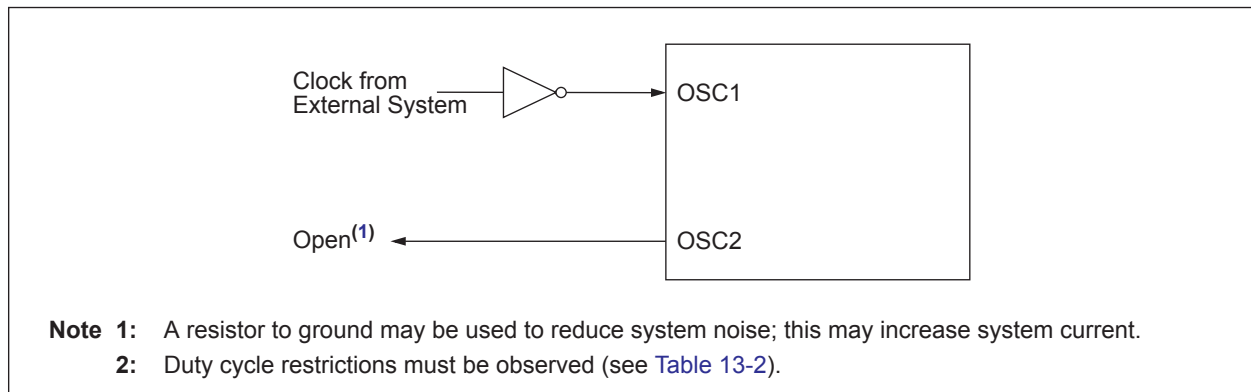 Clock from
External System
OSC1
Open(1)
OSC2
Note 1: A resistor to ground may be used to reduce system noise; this may increase system current.
2: Duty cycle restrictions must be observed (see Table 13-2).